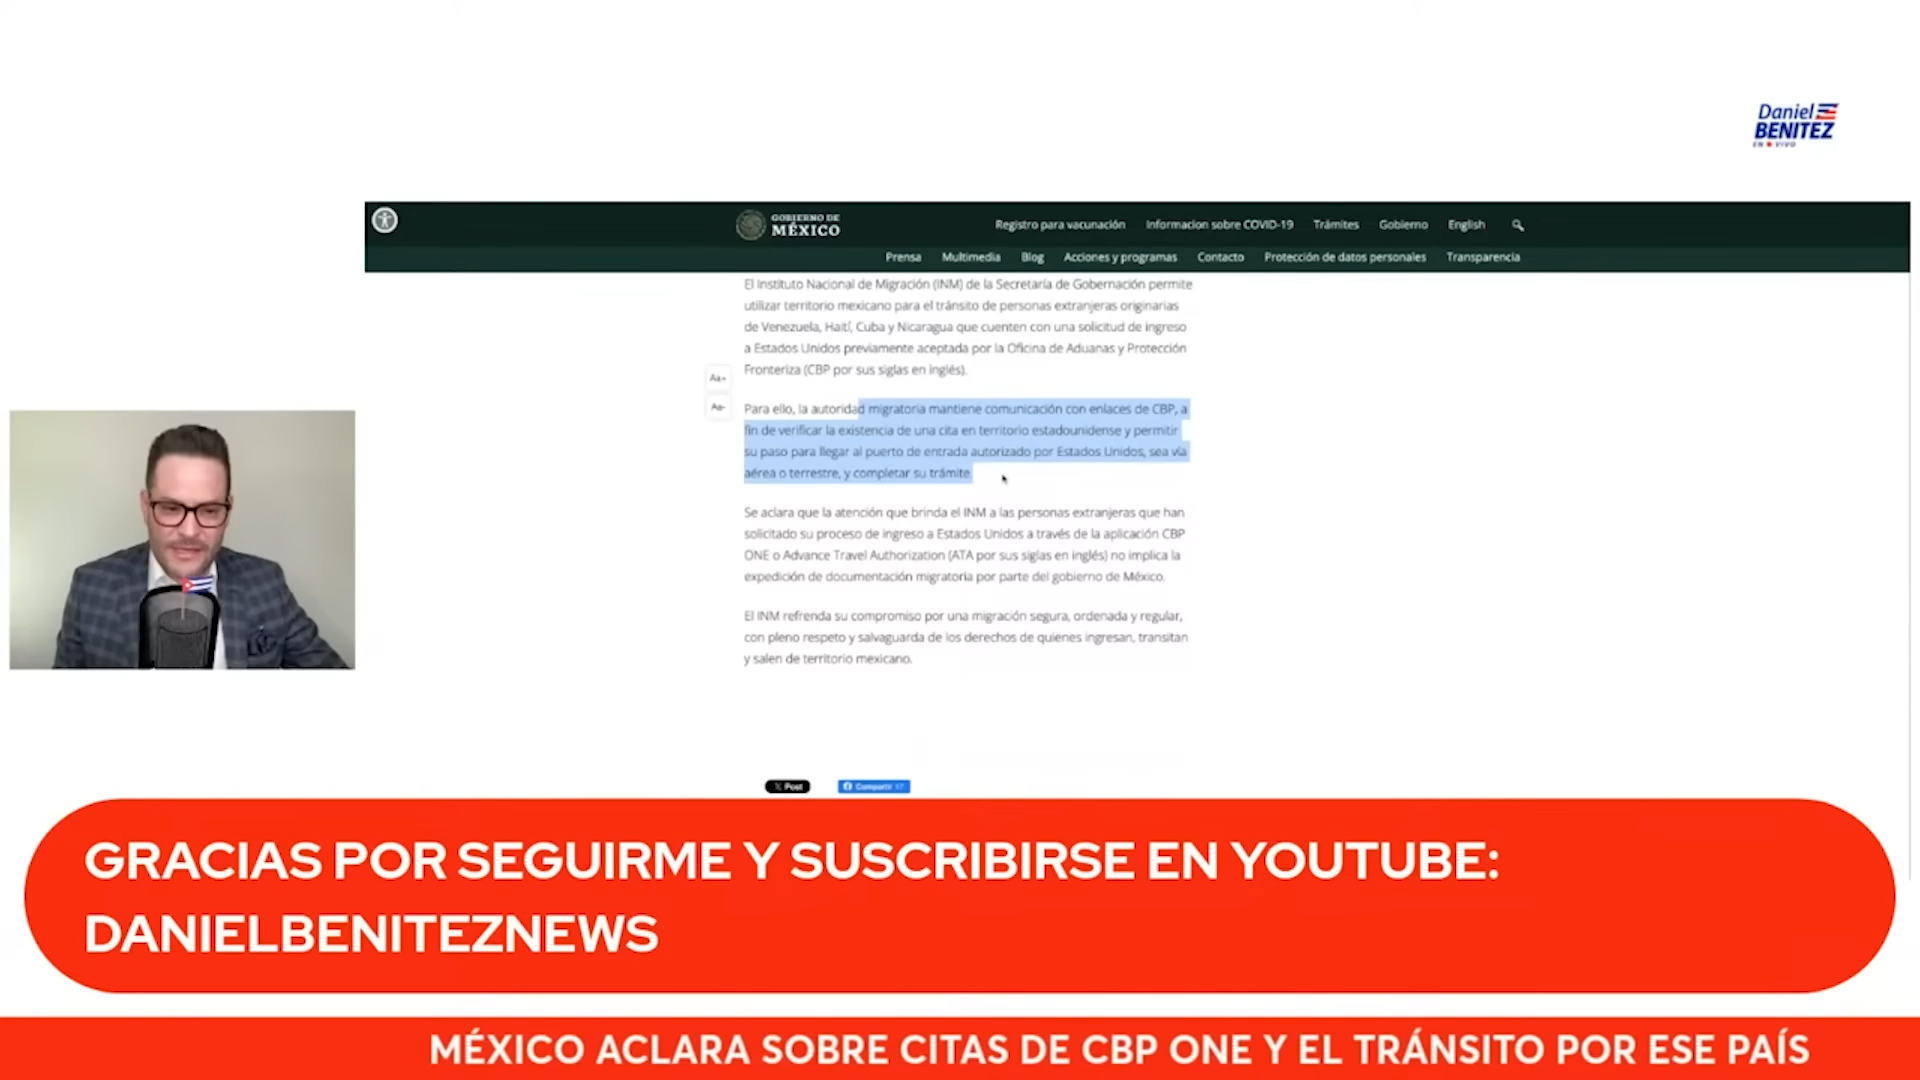 Daniel
BENITEZ
EN VIVO
GOBIERNO DE
MÉXICO
Registro para vacunación Informacion sobre COVID-19 Trámites Gobierno English
Prensa Multimedia Blog Acciones y programas Contacto Protección de datos personales Transparencia
El Instituto Nacional de Migración (INM) de la Secretaría de Gobernación permite
utilizar territorio mexicano para el tránsito de personas extranjeras originarias
de Venezuela, Haití, Cuba y Nicaragua que cuenten con una solicitud de ingreso
a Estados Unidos previamente aceptada por la Oficina de Aduanas y Protección
Fronteriza (CBP por sus siglas en inglés).
Aa+
Aa-
Para ello, la autoridad migratoria mantiene comunicación con enlaces de CBP, a
fin de verificar la existencia de una cita en territorio estadounidense y permitir
su paso para llegar al puerto de entrada autorizado por Estados Unidos, sea vía
aérea o terrestre, y completar su trámite.
Se aclara que la atención que brinda el INM a las personas extranjeras que han
solicitado su proceso de ingreso a Estados Unidos a través de la aplicación CBP
ONE o Advance Travel Authorization (ATA por sus siglas en inglés) no implica la
expedición de documentación migratoria por parte del gobierno de México.
El INM refrenda su compromiso por una migración segura, ordenada y regular,
con pleno respeto y salvaguarda de los derechos de quienes ingresan, transitan
y salen de territorio mexicano.
X Post
Compartir 17
GRACIAS POR SEGUIRME Y SUSCRIBIRSE EN YOUTUBE:
DANIELBENITEZNEWS
MÉXICO ACLARA SOBRE CITAS DE CBP ONE Y EL TRÁNSITO POR ESE PAÍS